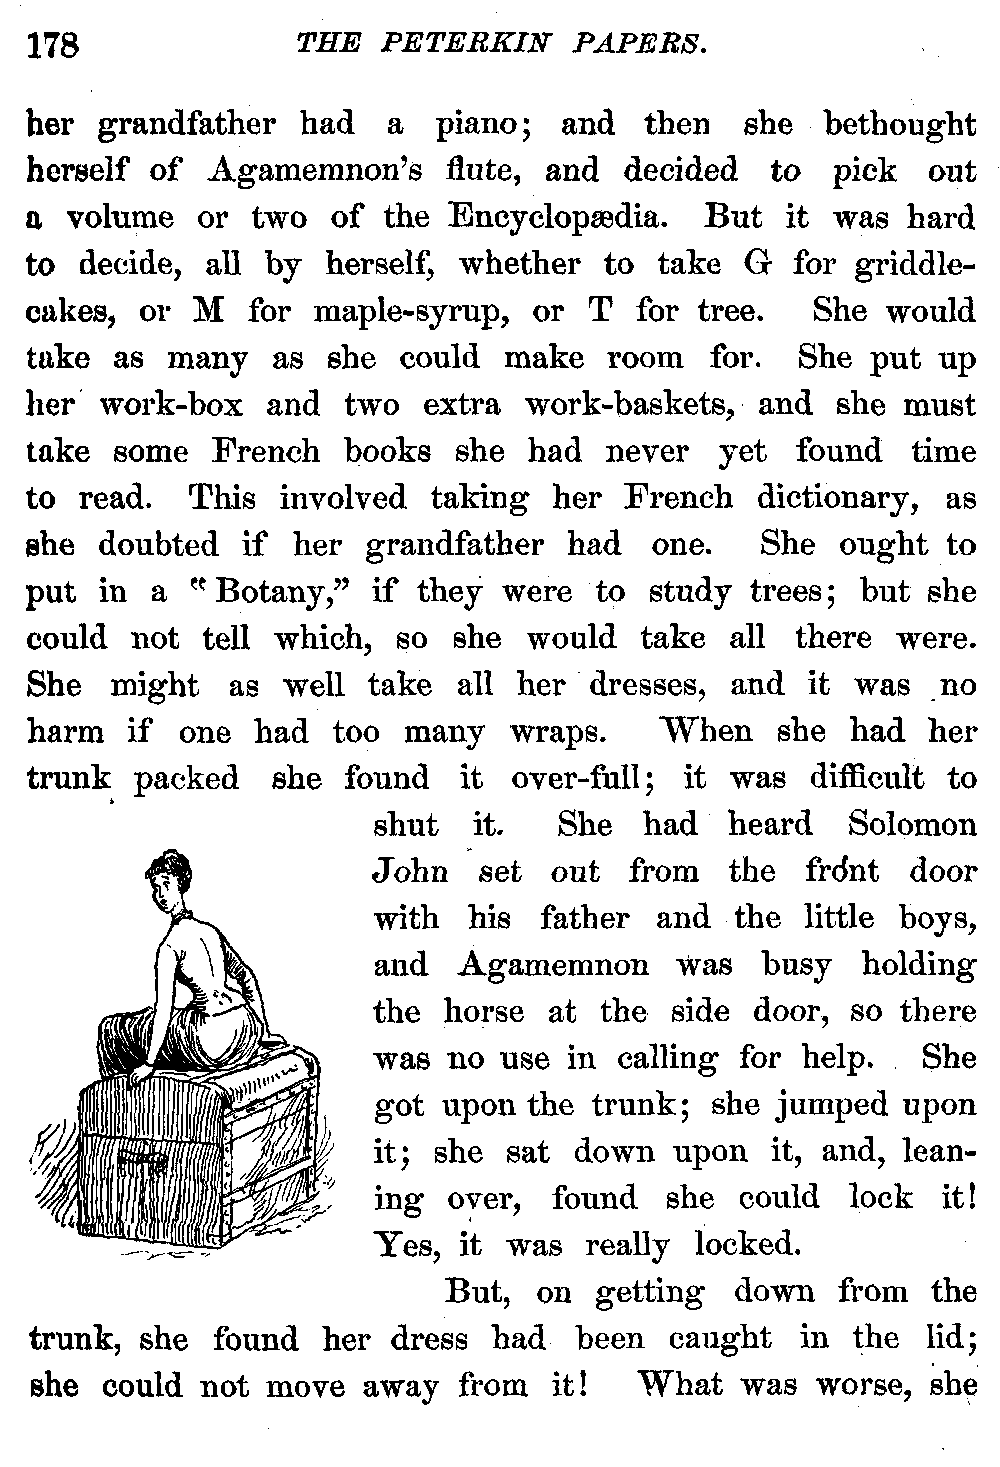 178 THE PETERKIN PAPERS.
her grandfather had a piano; and then she bethought
herself of Agamemnon's flute, and decided to pick out
a volume or two of the Encyclopædia. But it was hard
to decide, all by herself, whether to take G for griddle-
cakes, or M for maple-syrup, or T for tree. She would
take as many as she could make room for. She put up
her work-box and two extra work-baskets, and she must
take some French books she had never yet found time
to read. This involved taking her French dictionary, as
she doubted if her grandfather had one. She ought to
put in a "Botany," if they were to study trees; but she
could not tell which, so she would take all there were.
She might as well take all her dresses, and it was no
harm if one had too many wraps. When she had her
trunk packed she found it over-full; it was difficult to
shut it. She had heard Solomon
John set out from the front door
with his father and the little boys,
and Agamemnon was busy holding
the horse at the side door, so there
was no use in calling for help. She
got upon the trunk; she jumped upon
it; she sat down upon it, and, lean-
ing over, found she could lock it!
Yes, it was really locked.
But, on getting down from the
trunk, she found her dress had been caught in the lid;
she could not move away from it! What was worse, she